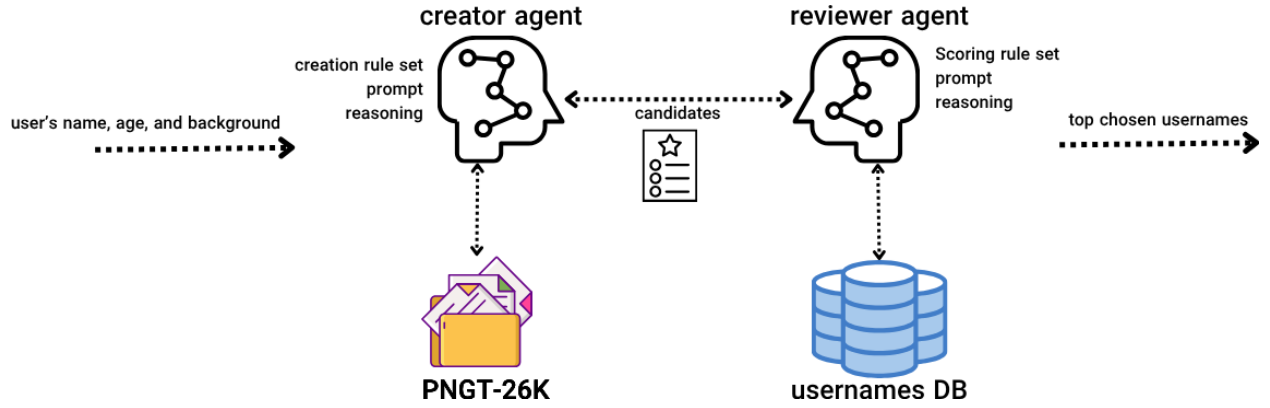 creator agent
reviewer agent
creation rule set
prompt
reasoning
Scoring rule set
prompt
reasoning
user's name, age, and background
candidates
top chosen usernames
PNGT-26K
usernames DB